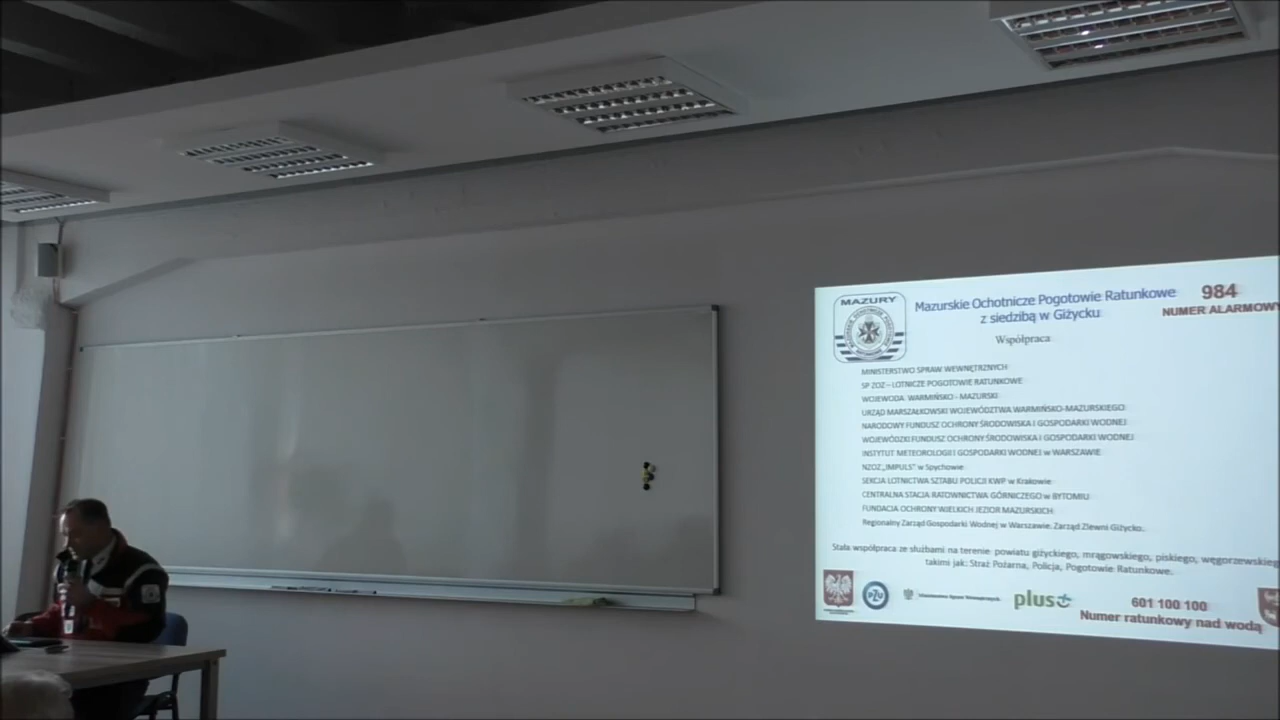 MAZURY
Mazurskie Ochotnicze Pogotowie Ratunkowe
z siedzibą w Giżycku
984
NUMER ALARMOWY
Współpraca
MINISTERSTWO SPRAW WEWNĘTRZNYCH
SP ZOZ – LOTNICZE POGOTOWIE RATUNKOWE
WOJEWODA WARMIŃSKO - MAZURSKI
URZĄD MARSZAŁKOWSKI WOJEWÓDZTWA WARMIŃSKO-MAZURSKIEGO
NARODOWY FUNDUSZ OCHRONY ŚRODOWISKA I GOSPODARKI WODNEJ
WOJEWÓDZKI FUNDUSZ OCHRONY ŚRODOWISKA I GOSPODARKI WODNEJ
INSTYTUT METEOROLOGII I GOSPODARKI WODNEJ w WARSZAWIE
NZOZ „IMPULS" w Spychowie
SEKCJA LOTNICTWA SZTABU POLICJI KWP w Krakowie
CENTRALNA STACJA RATOWNICTWA GÓRNICZEGO w BYTOMIU
FUNDACJA OCHRONY WIELKICH JEZIOR MAZURSKICH
Regionalny Zarząd Gospodarki Wodnej w Warszawie. Zarząd Zlewni Giżycko.
Stała współpraca ze służbami na terenie powiatu giżyckiego, mrągowskiego, piskiego, węgorzewskieg
takimi jak: Straż Pożarna, Policja, Pogotowie Ratunkowe.
PZU
Ministerstwo Spraw Wewnętrznych
plus
601 100 100
Numer ratunkowy nad wodą